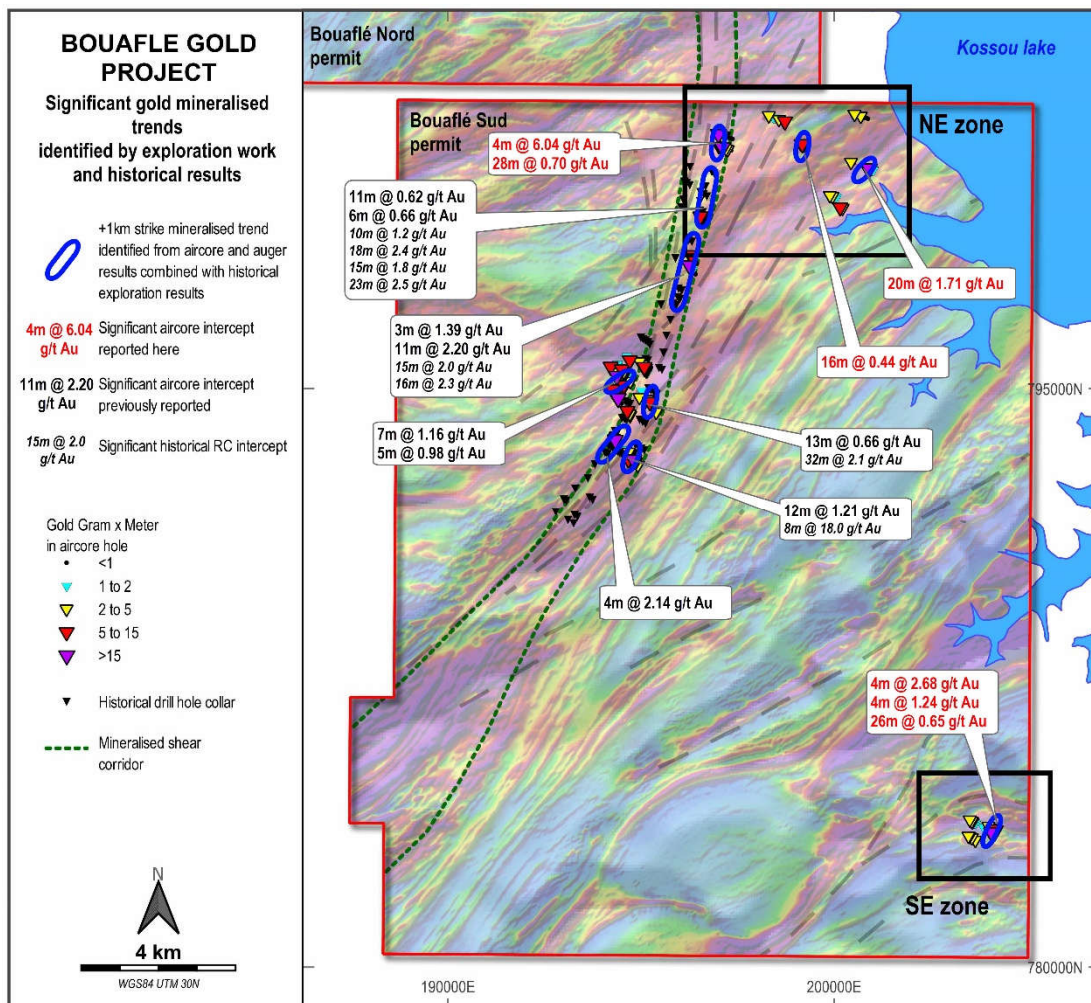 BOUAFLE GOLD
PROJECT
Significant gold mineralised
trends
identified by exploration work
and historical results
+1km strike mineralised trend
identified from aircore and auger
results combined with historical
exploration results
4m @ 6.04
g/t Au
Significant aircore intercept
reported here
11m @ 2.20
g/t Au
Significant aircore intercept
previously reported
15m @ 2.0
g/t Au
Significant historical RC intercept
Gold Gram x Meter
in aircore hole
<1
1 to 2
2 to 5
5 to 15
>15
Historical drill hole collar
Mineralised shear
corridor
N
4 km
WGS84 UTM 30N
Bouaflé Nord
permit
Kossou lake
Bouaflé Sud
permit
NE zone
4m @ 6.04 g/t Au
28m @ 0.70 g/t Au
11m @ 0.62 g/t Au
6m @ 0.66 g/t Au
10m @ 1.2 g/t Au
18m @ 2.4 g/t Au
15m @ 1.8 g/t Au
23m @ 2.5 g/t Au
20m @ 1.71 g/t Au
3m @ 1.39 g/t Au
11m @ 2.20 g/t Au
15m @ 2.0 g/t Au
16m @ 2.3 g/t Au
16m @ 0.44 g/t Au
795000N
7m @ 1.16 g/t Au
5m @ 0.98 g/t Au
13m @ 0.66 g/t Au
32m @ 2.1 g/t Au
12m @ 1.21 g/t Au
8m @ 18.0 g/t Au
4m @ 2.14 g/t Au
4m @ 2.68 g/t Au
4m @ 1.24 g/t Au
26m @ 0.65 g/t Au
SE zone
780000N
190000E
200000E